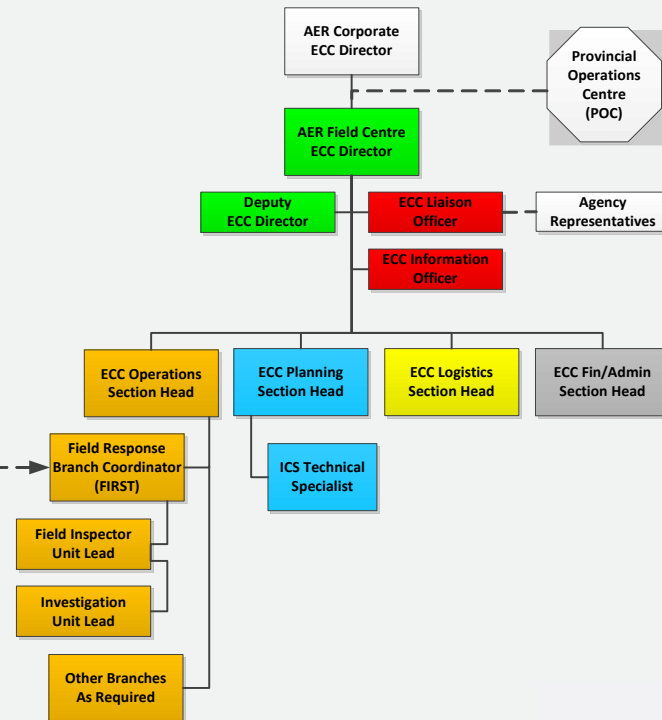 AER Corporate
ECC Director
Provincial
Operations
Centre
(POC)
AER Field Centre
ECC Director
Deputy
ECC Director
ECC Liaison
Officer
Agency
Representatives
ECC Information
Officer
ECC Operations
Section Head
ECC Planning
Section Head
ECC Logistics
Section Head
ECC Fin/Admin
Section Head
Field Response
Branch Coordinator
(FIRST)
ICS Technical
Specialist
Field Inspector
Unit Lead
Investigation
Unit Lead
Other Branches
As Required